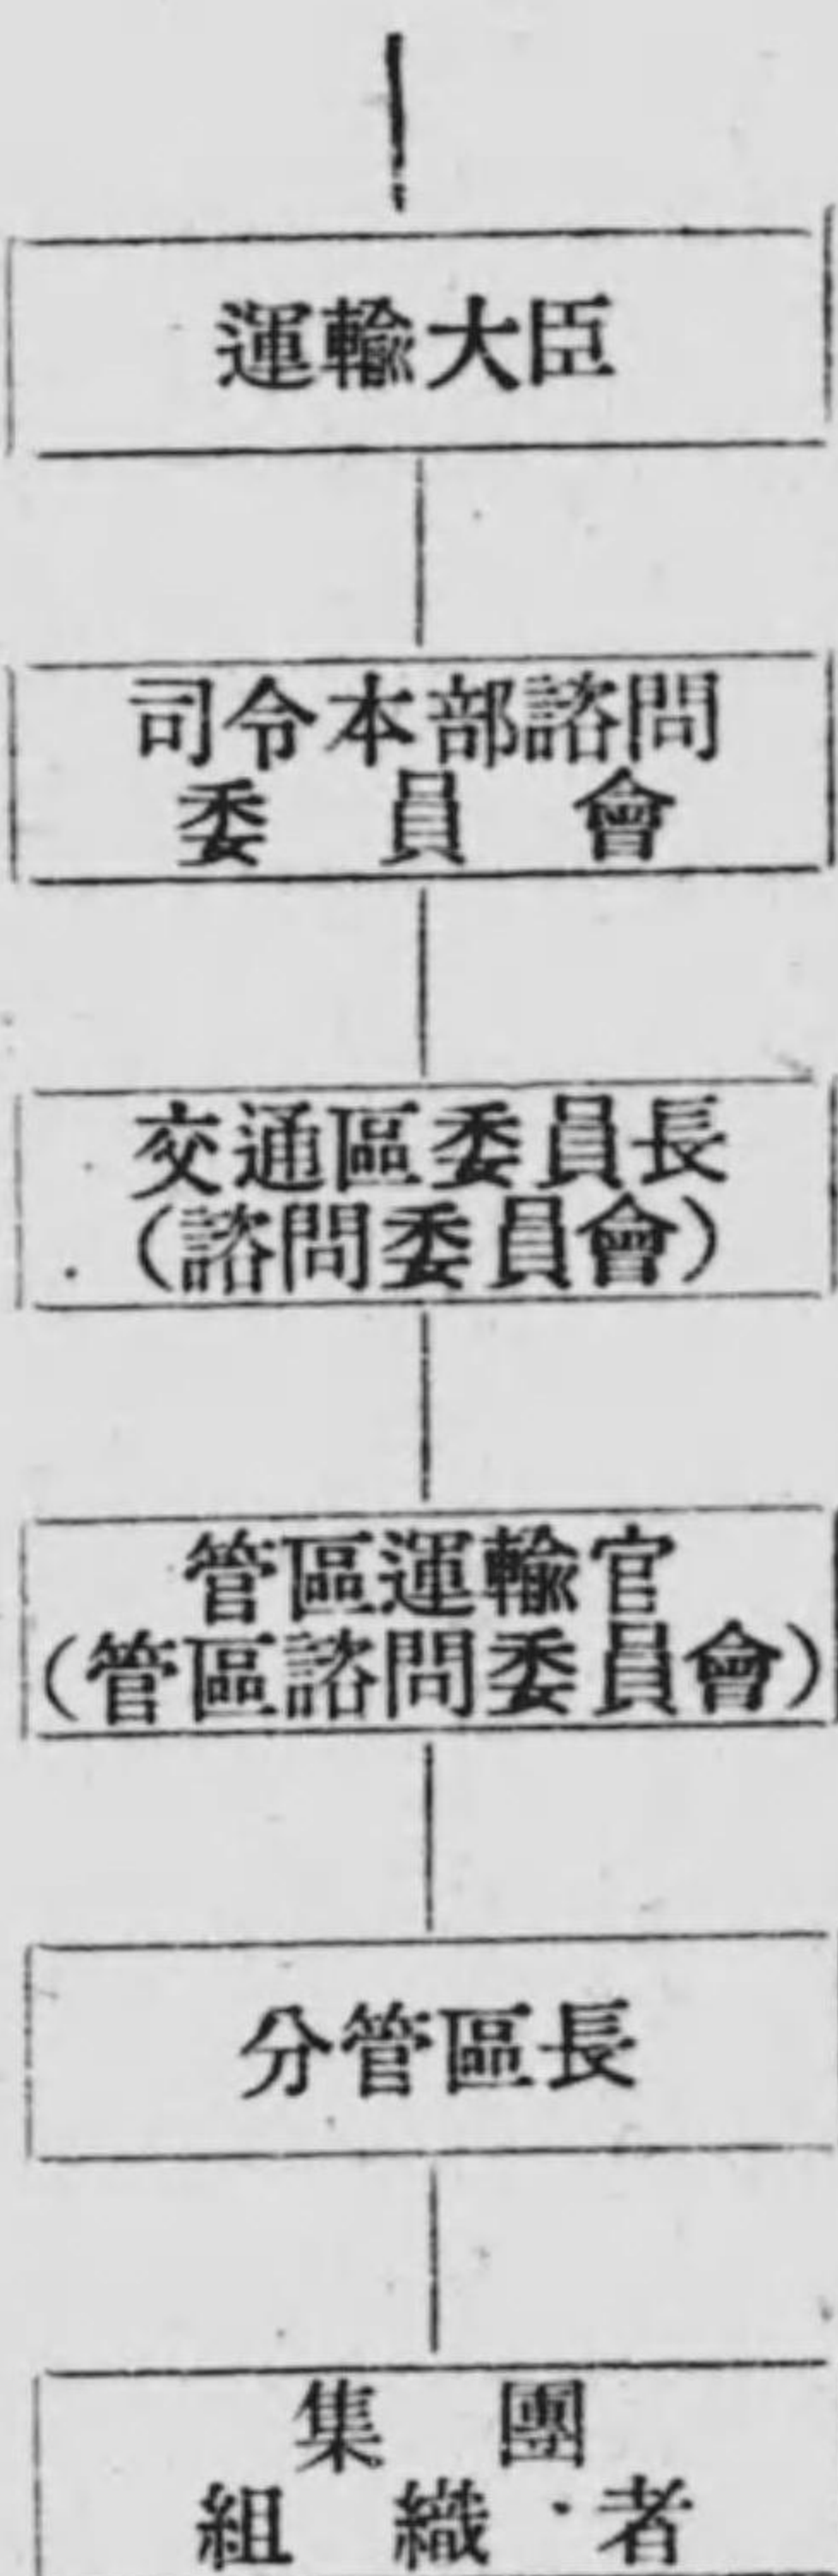 運輸大臣
司令本部諮問
委員會
交通區委員長
(諮問委員會)
管區運輸官
(管區諮問委員會)
分管區長
集團
組織者